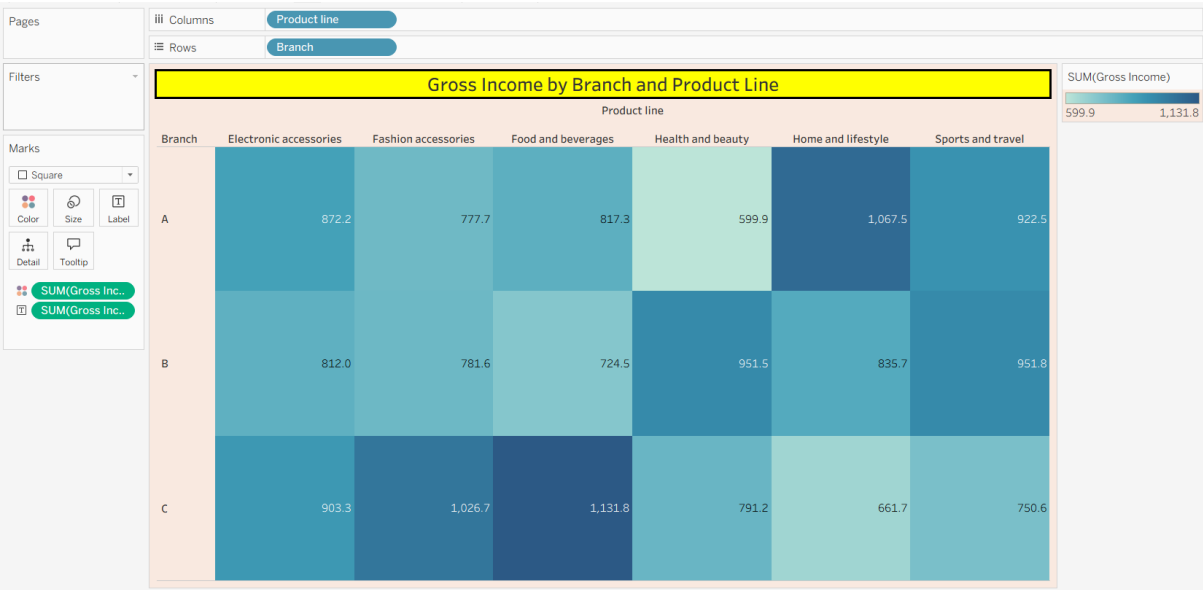 Pages
Columns
Product line
Rows
Branch
Filters
Gross Income by Branch and Product Line
SUM(Gross Income)
599.9 1,131.8
Product line
Branch Electronic accessories Fashion accessories Food and beverages Health and beauty Home and lifestyle Sports and travel
A 872.2 777.7 817.3 599.9 1,067.5 922.5
B 812.0 781.6 724.5 951.5 835.7 951.8
C 903.3 1,026.7 1,131.8 791.2 661.7 750.6
Marks
Square
Color Size T Label
Detail Tooltip
SUM(Gross Inc..
T SUM(Gross Inc..